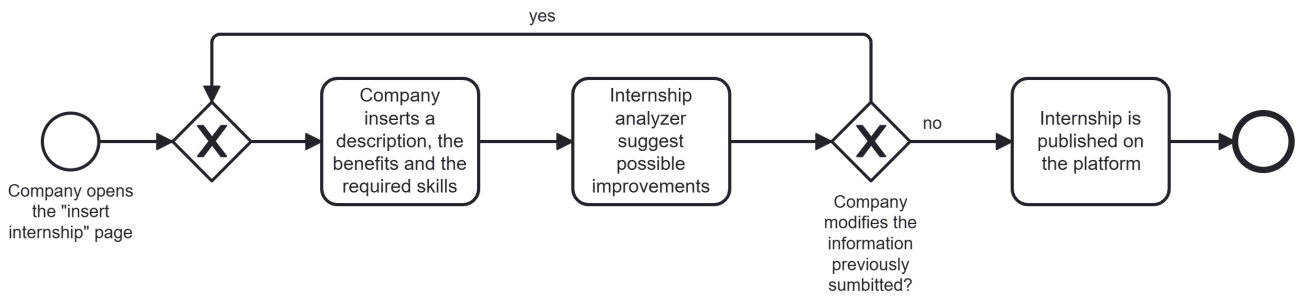 yes
Company opens
the "insert
internship" page
Company
inserts a
description, the
benefits and the
required skills
Internship
analyzer
suggest
possible
improvements
Company
modifies the
information
previously
sumbitted?
no
Internship is
published on
the platform